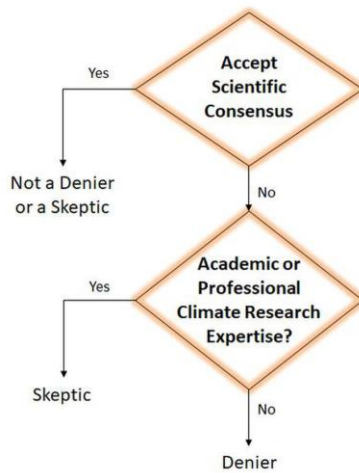 Accept
Scientific
Consensus
Yes
Not a Denier
or a Skeptic
No
Academic or
Professional
Climate Research
Expertise?
Yes
Skeptic
No
Denier